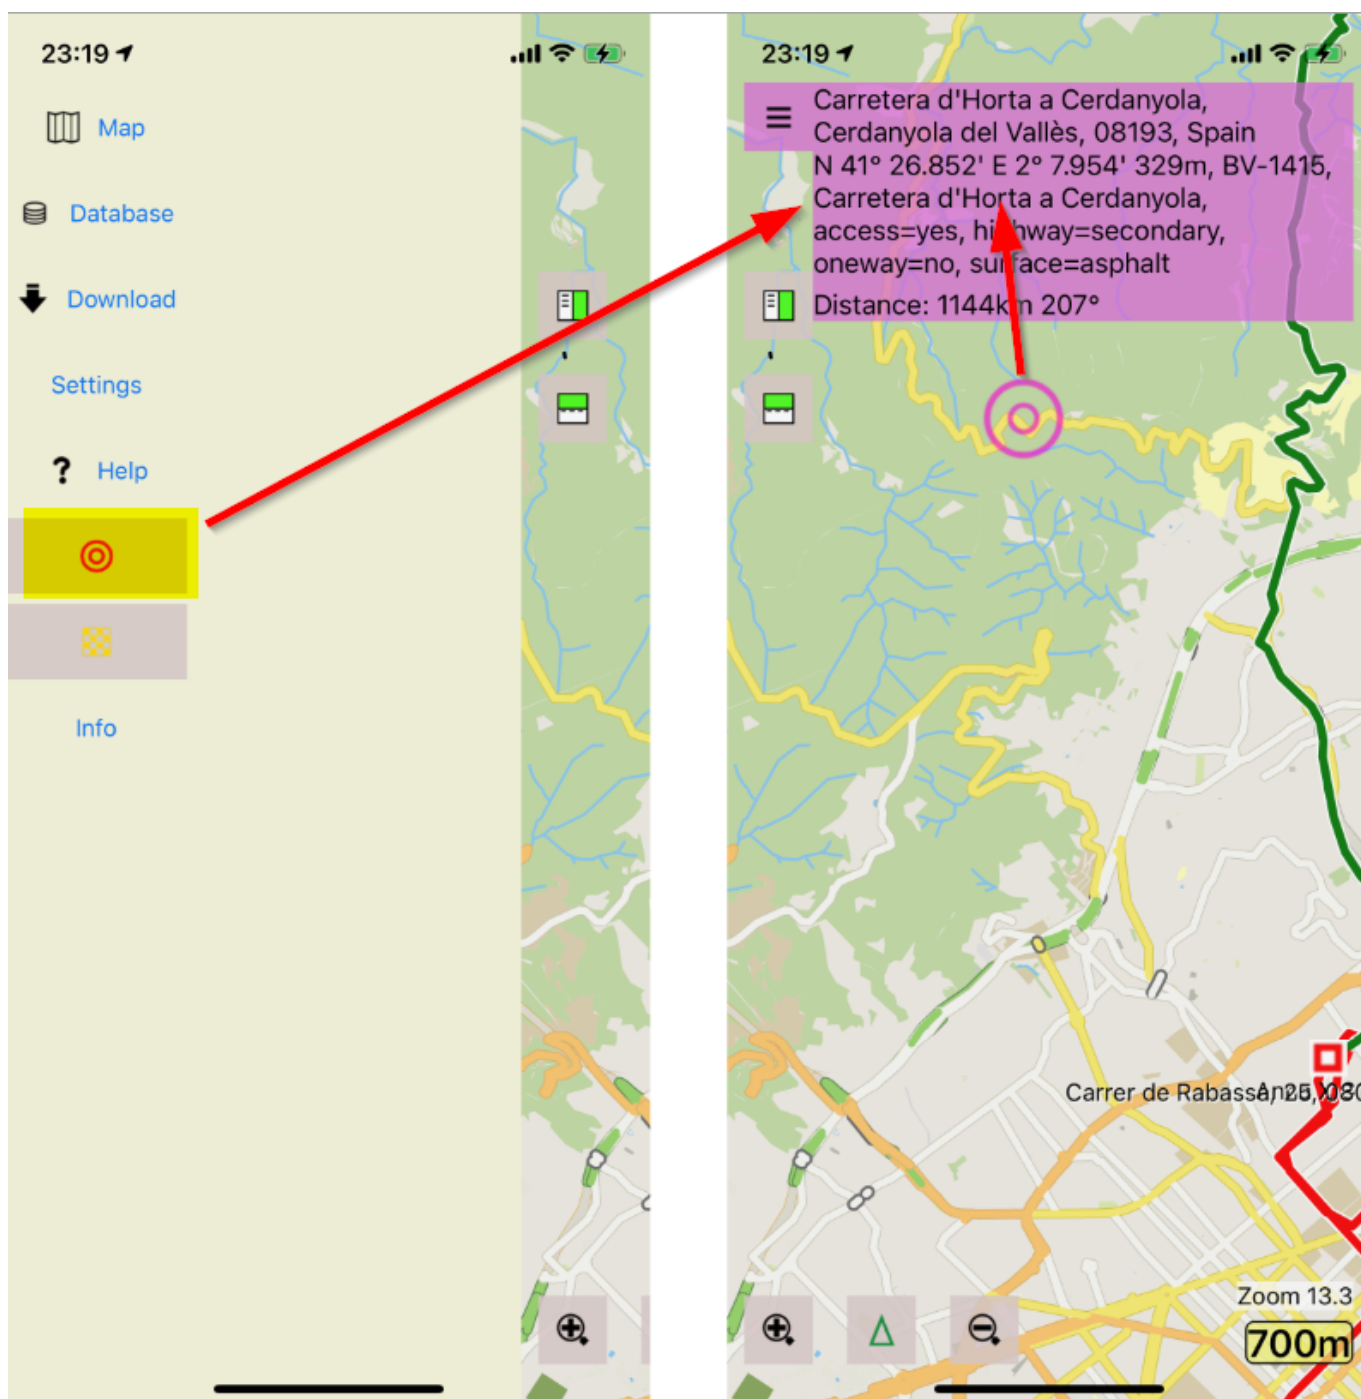 23:19
Map
Database
Download
Settings
? Help
Info
23:19
Carretera d'Horta a Cerdanyola,
Cerdanyola del Vallès, 08193, Spain
N 41° 26.852' E 2° 7.954' 329m, BV-1415,
Carretera d'Horta a Cerdanyola,
access=yes, highway=secondary,
oneway=no, surface=asphalt
Distance: 1144km 207°
Carrer de Rabassa, 25, 080
Zoom 13.3
700m